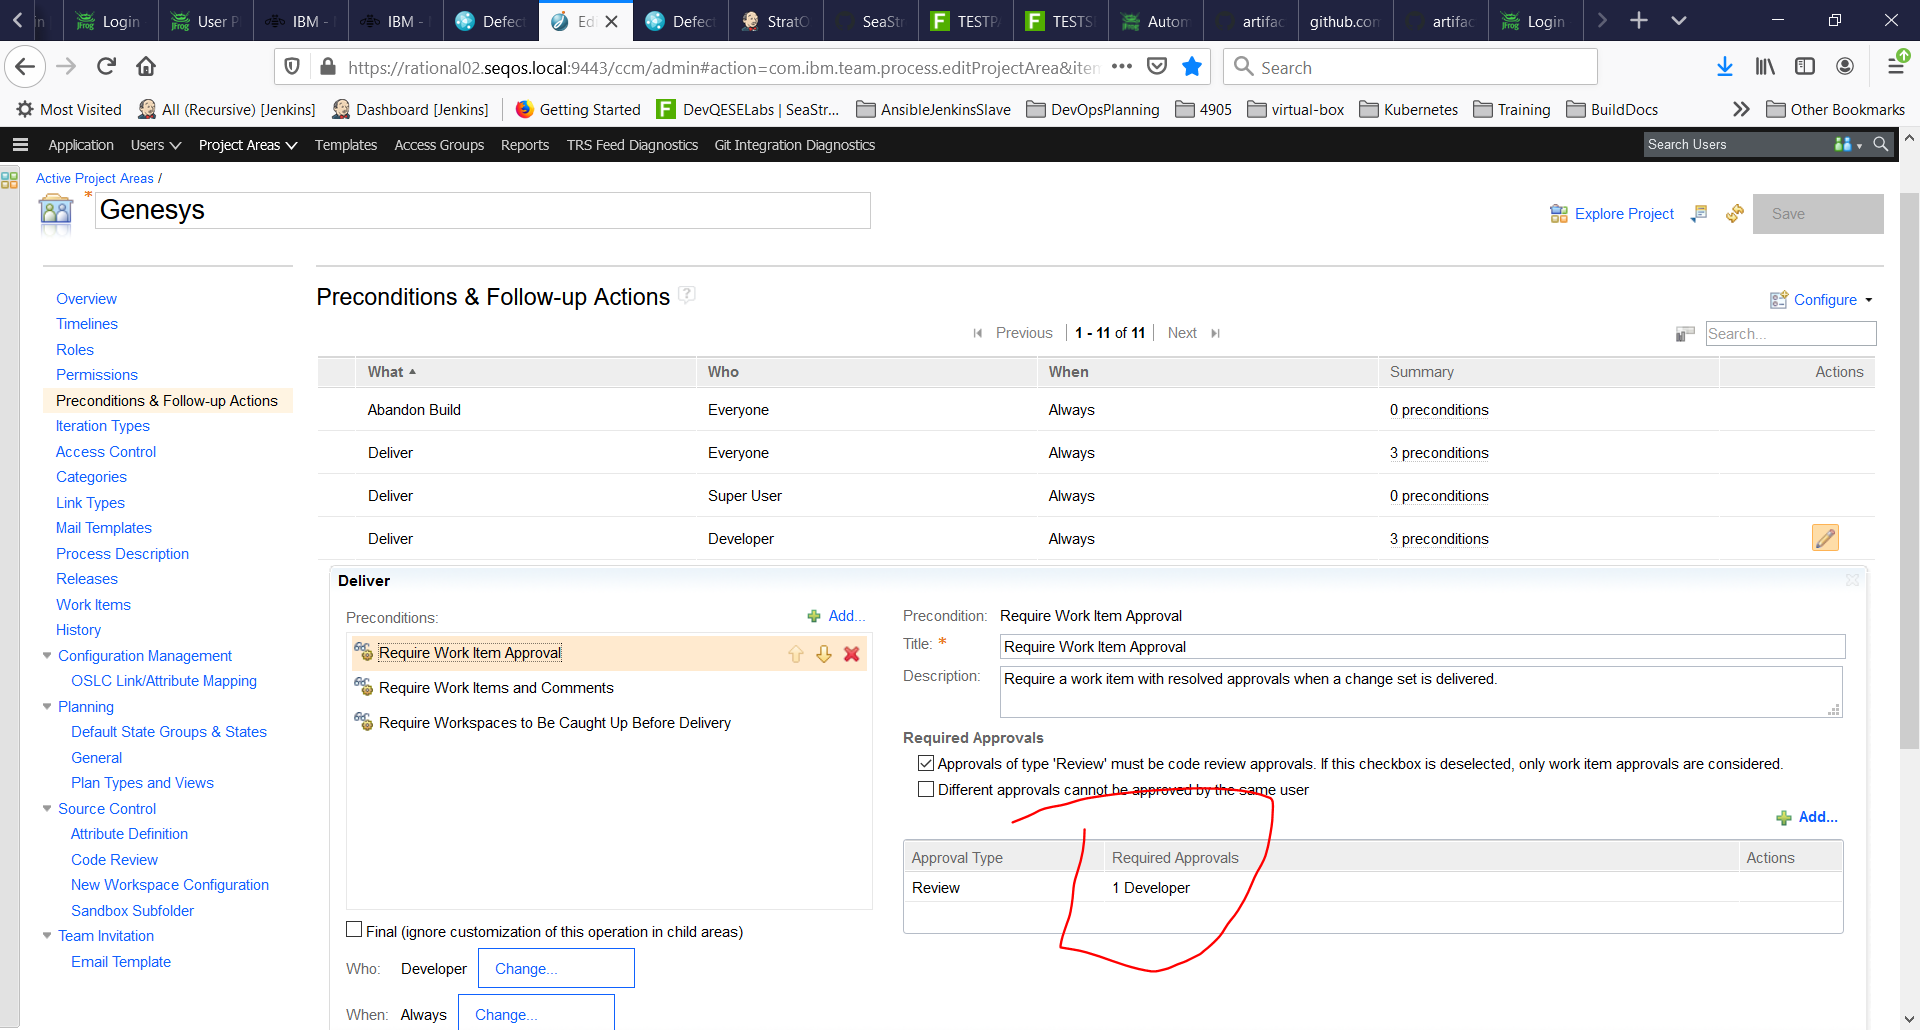 Login User P IBM - IBM - Defect Edi Defect StratO SeaStr TESTPA TESTS Autom artifac github.com artifac Login
https://rational02.seqos.local:9443/ccm/admin#action=com.ibm.team.process.editProjectArea&item Search
Most Visited All (Recursive) [Jenkins] Dashboard [Jenkins] Getting Started DevQESELabs | SeaStr... AnsibleJenkinsSlave DevOpsPlanning 4905 virtual-box Kubernetes Training BuildDocs Other Bookmarks
Application Users Project Areas Templates Access Groups Reports TRS Feed Diagnostics Git Integration Diagnostics Search Users
Active Project Areas /
* Genesys
Explore Project Save
Overview
Timelines
Roles
Permissions
Preconditions & Follow-up Actions
Iteration Types
Access Control
Categories
Link Types
Mail Templates
Process Description
Releases
Work Items
History
Configuration Management
OSLC Link/Attribute Mapping
Planning
Default State Groups & States
General
Plan Types and Views
Source Control
Attribute Definition
Code Review
New Workspace Configuration
Sandbox Subfolder
Team Invitation
Email Template
Preconditions & Follow-up Actions ?
Configure
Previous 1 - 11 of 11 Next
Search...
What Who When Summary Actions
Abandon Build Everyone Always 0 preconditions
Deliver Everyone Always 3 preconditions
Deliver Super User Always 0 preconditions
Deliver Developer Always 3 preconditions
Deliver
Preconditions: Add...
Require Work Item Approval
Require Work Items and Comments
Require Workspaces to Be Caught Up Before Delivery
Final (ignore customization of this operation in child areas)
Who: Developer Change...
When: Always Change...
Precondition: Require Work Item Approval
Title: * Require Work Item Approval
Description: Require a work item with resolved approvals when a change set is delivered.
Required Approvals
Approvals of type 'Review' must be code review approvals. If this checkbox is deselected, only work item approvals are considered.
Different approvals cannot be approved by the same user
Add...
Approval Type Required Approvals Actions
Review 1 Developer